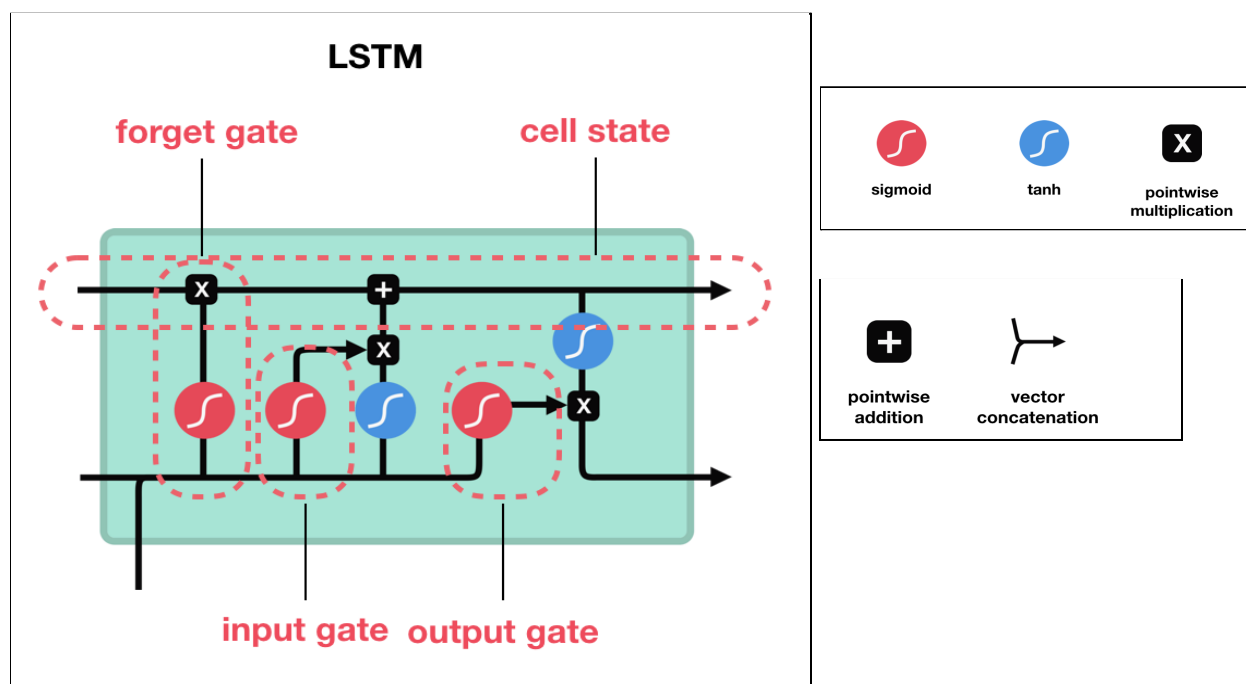 LSTM
forget gate
cell state
X
+
X
X
input gate
output gate
X
sigmoid
tanh
pointwise
multiplication
+
pointwise
addition
vector
concatenation